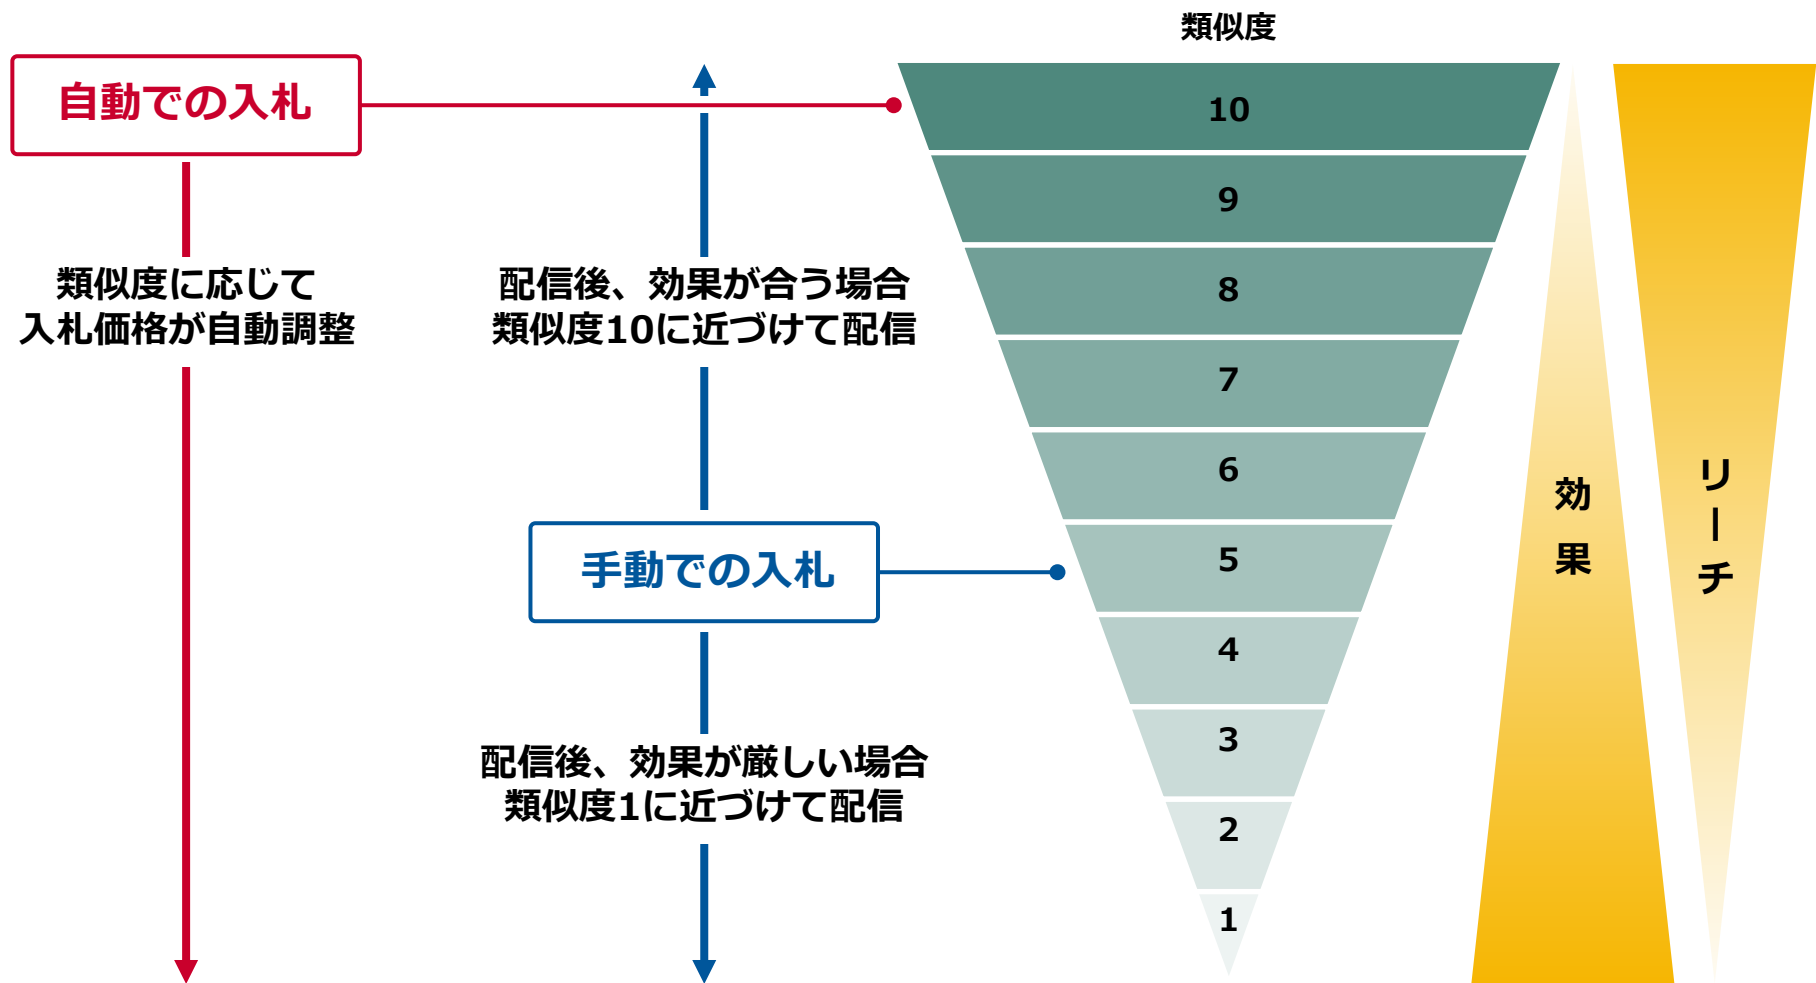 類似度
自動での入札
類似度に応じて
入札価格が自動調整
配信後、効果が合う場合
類似度10に近づけて配信
手動での入札
配信後、効果が厳しい場合
類似度1に近づけて配信
10
9
8
7
6
5
4
3
2
1
効果
リーチ